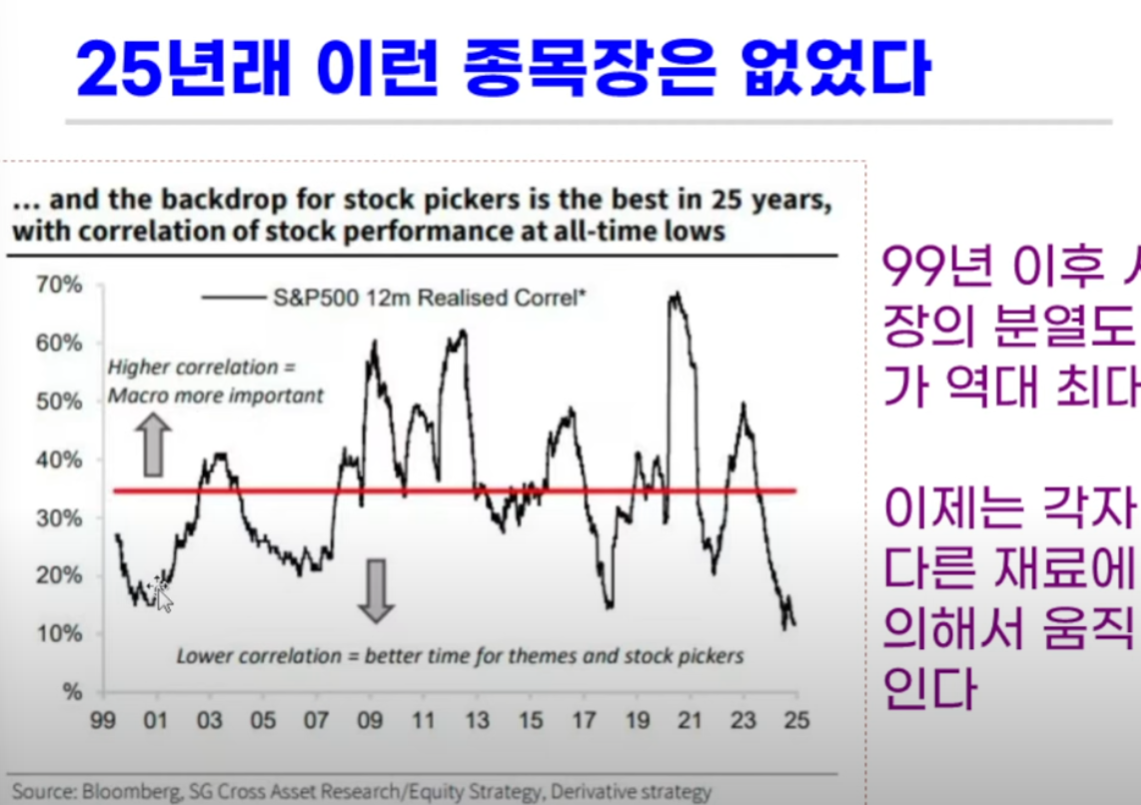 25년래 이런 종목장은 없었다
... and the backdrop for stock pickers is the best in 25 years,
with correlation of stock performance at all-time lows
70%
S&P500 12m Realised Correl*
60%
Higher correlation =
Macro more important
50%
40%
30%
20%
10%
Lower correlation = better time for themes and stock pickers
%
99 01 03 05 07 09 11 13 15 17 19 21 23 25
Source: Bloomberg, SG Cross Asset Research/Equity Strategy, Derivative strategy
99년 이후
장의 분열도
가 역대 최대
이제는 각자
다른 재료에
의해서 움직
인다